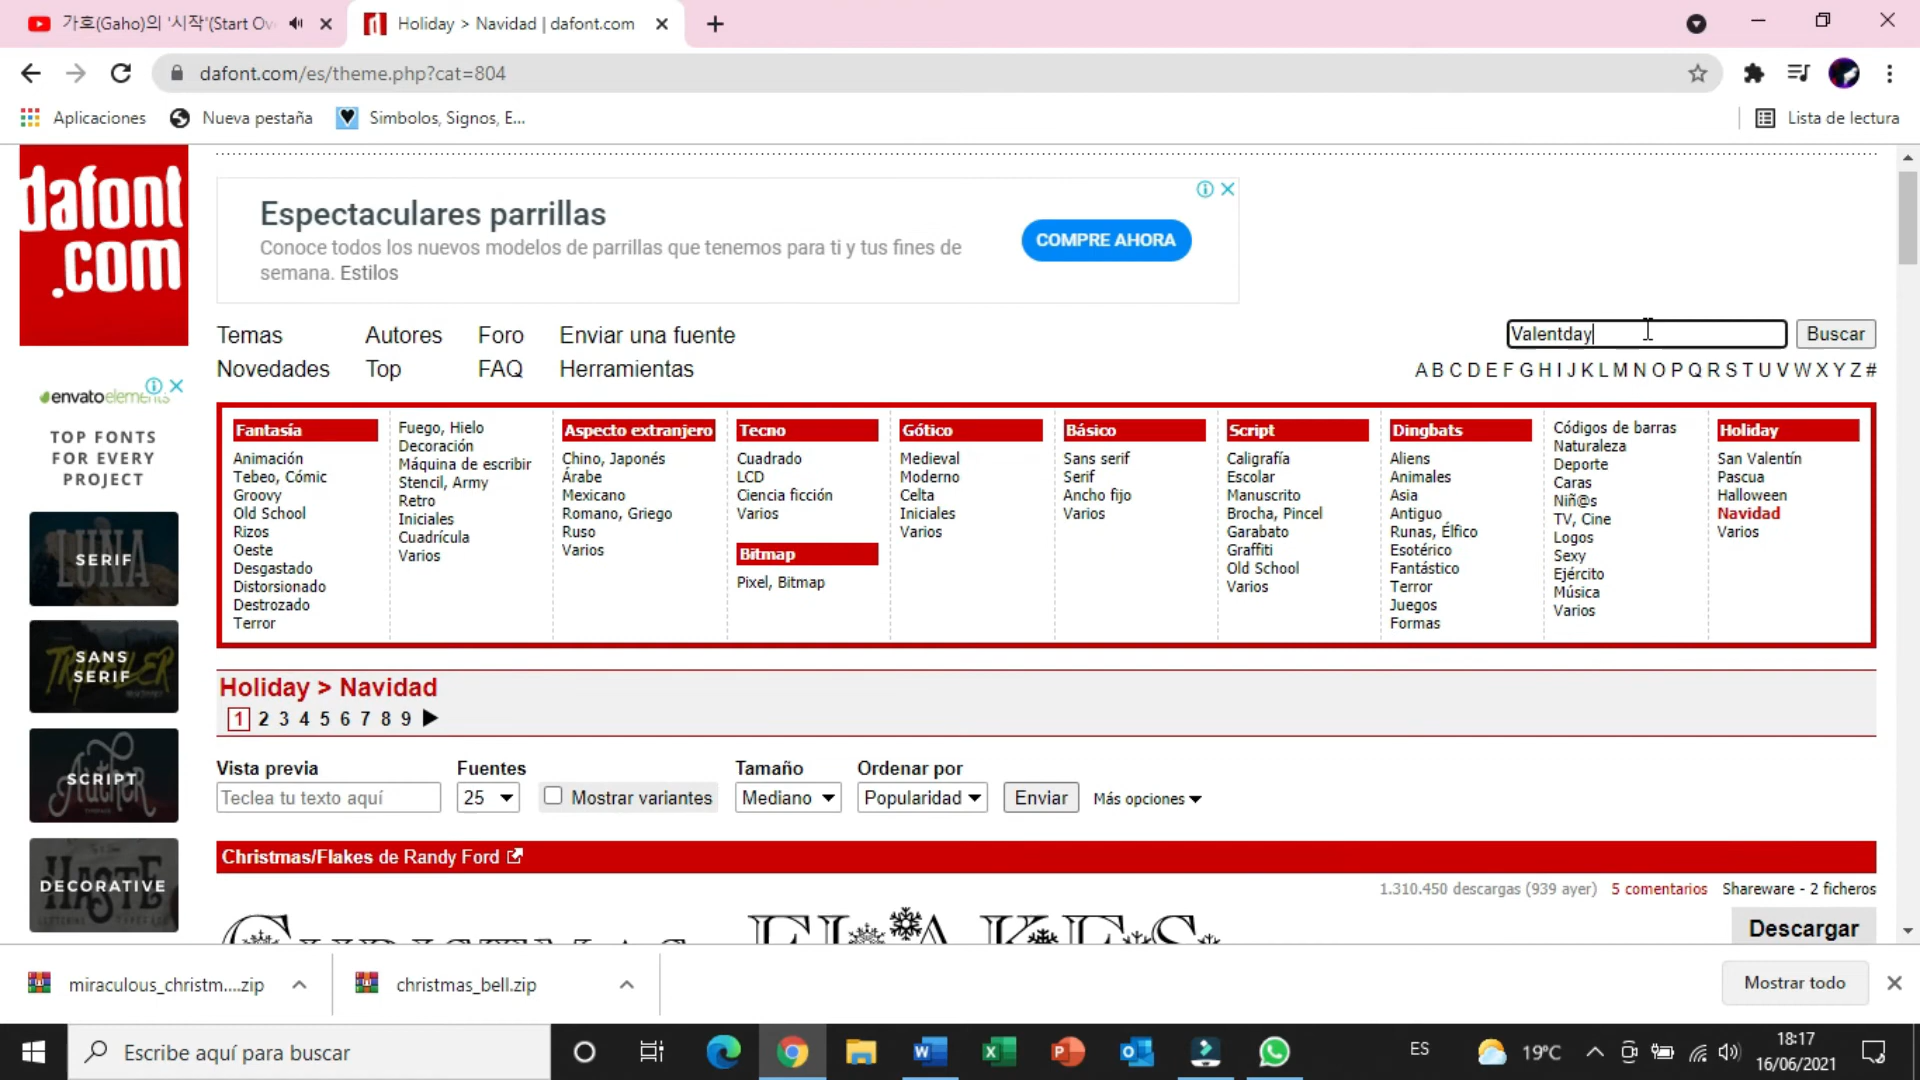 가호(Gaho)의 '시작'(Start Ov
Holiday > Navidad | dafont.com
dafont.com/es/theme.php?cat=804
Aplicaciones
Nueva pestaña
Simbolos, Signos, E...
Lista de lectura
dafont
.com
Espectaculares parrillas
Conoce todos los nuevos modelos de parrillas que tenemos para ti y tus fines de
semana. Estilos
COMPRE AHORA
Temas Autores Foro Enviar una fuente
Novedades Top FAQ Herramientas
Valentday
Buscar
A B C D E F G H I J K L M N O P Q R S T U V W X Y Z #
envatoelements
TOP FONTS
FOR EVERY
PROJECT
LUNA
SERIF
SANS
SERIF
SCRIPT
HASTE
DECORATIVE
Fantasía
Animación
Tebeo, Cómic
Groovy
Old School
Rizos
Oeste
Desgastado
Distorsionado
Destrozado
Terror
Fuego, Hielo
Decoración
Máquina de escribir
Stencil, Army
Retro
Iniciales
Cuadrícula
Varios
Aspecto extranjero
Chino, Japonés
Árabe
Mexicano
Romano, Griego
Ruso
Varios
Tecno
Cuadrado
LCD
Ciencia ficción
Varios
Bitmap
Pixel, Bitmap
Gótico
Medieval
Moderno
Celta
Iniciales
Varios
Básico
Sans serif
Serif
Ancho fijo
Varios
Script
Caligrafía
Escolar
Manuscrito
Brocha, Pincel
Garabato
Graffiti
Old School
Varios
Dingbats
Aliens
Animales
Asia
Antiguo
Runas, Élfico
Esotérico
Fantástico
Terror
Juegos
Formas
Códigos de barras
Naturaleza
Deporte
Caras
Niñ@s
TV, Cine
Logos
Sexy
Ejército
Música
Varios
Holiday
San Valentín
Pascua
Halloween
Navidad
Varios
Holiday > Navidad
1 2 3 4 5 6 7 8 9
Vista previa Fuentes Tamaño Ordenar por
Teclea tu texto aquí 25 Mostrar variantes Mediano Popularidad Enviar Más opciones
Christmas/Flakes de Randy Ford
1.310.450 descargas (939 ayer) 5 comentarios Shareware - 2 ficheros
CHRISTMAS FLAKES
Descargar
miraculous_christm....zip
christmas_bell.zip
Mostrar todo
Escribe aquí para buscar
ES
19°C
18:17
16/06/2021